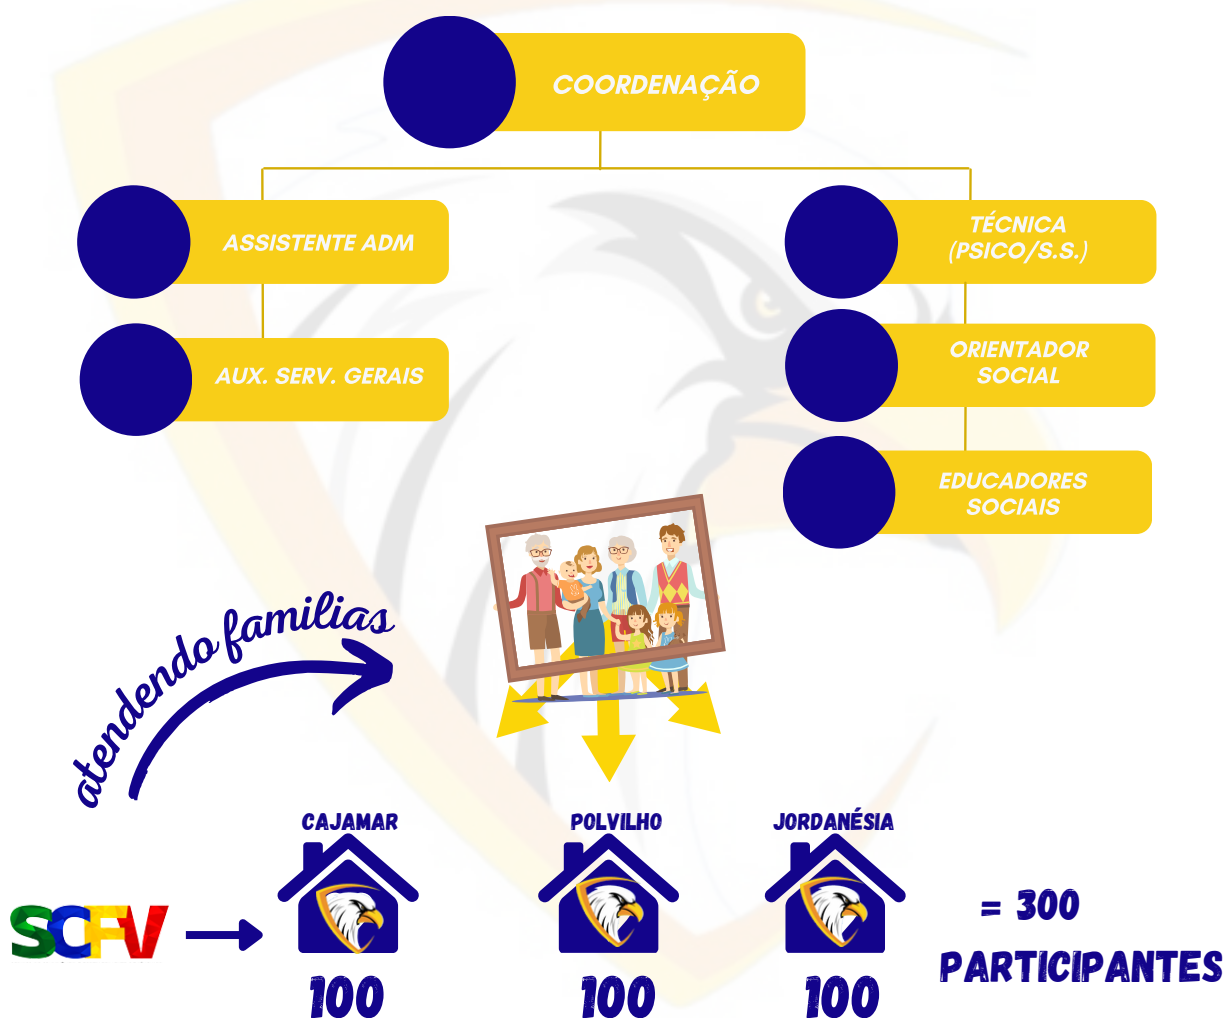 COORDENAÇÃO
ASSISTENTE ADM
TÉCNICA
(PSICO/S.S.)
AUX. SERV. GERAIS
ORIENTADOR
SOCIAL
EDUCADORES
SOCIAIS
atendendo familias
CAJAMAR
POLVILHO
JORDANÉSIA
SCFV
= 300
PARTICIPANTES
100
100
100